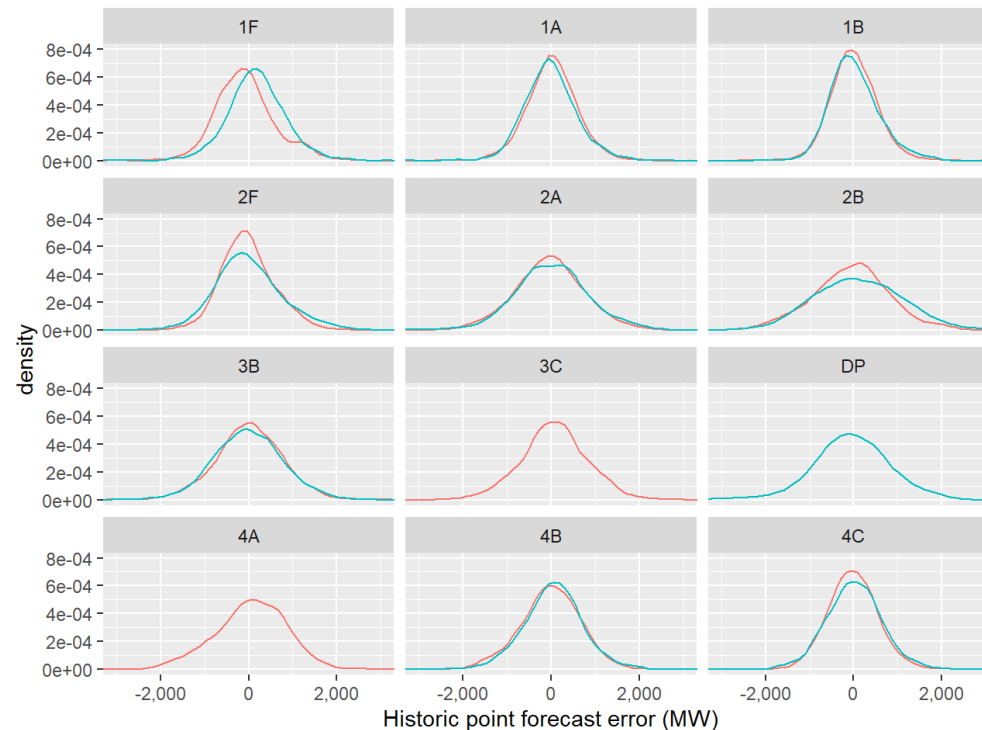 1F 1A 1B
8e-04
6e-04
4e-04
2e-04
0e+00
2F 2A 2B
8e-04
6e-04
4e-04
2e-04
0e+00
3B 3C DP
8e-04
6e-04
4e-04
2e-04
0e+00
4A 4B 4C
8e-04
6e-04
4e-04
2e-04
0e+00
density
-2,000 0 2,000 -2,000 0 2,000 -2,000 0 2,000
Historic point forecast error (MW)